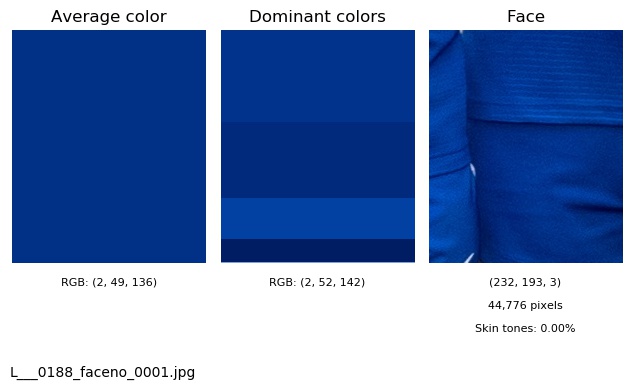 Average color
Dominant colors
Face
RGB: (2, 49, 136)
RGB: (2, 52, 142)
(232, 193, 3)
44,776 pixels
Skin tones: 0.00%
L___0188_faceno_0001.jpg